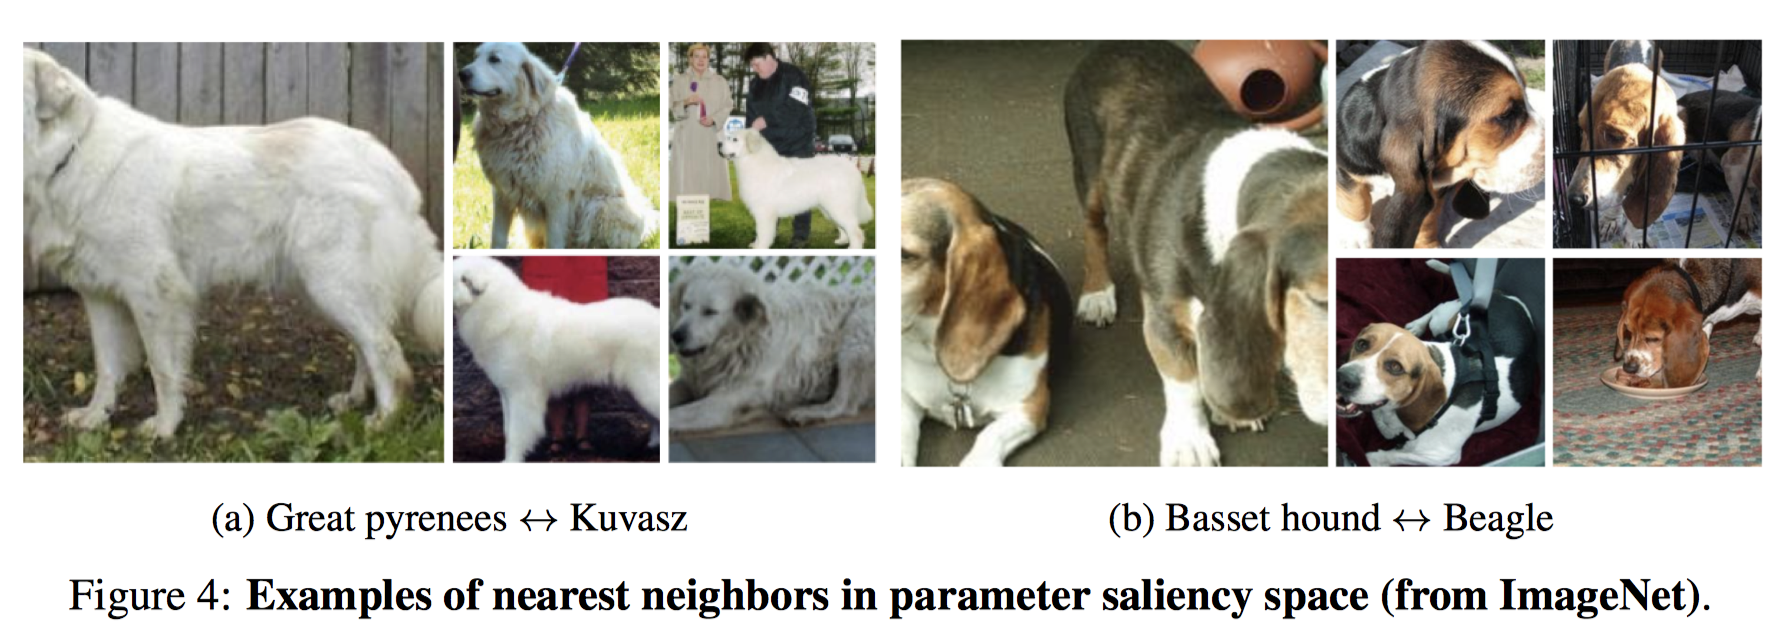 (a) Great pyrenees ↔ Kuvasz
(b) Basset hound ↔ Beagle
Figure 4: Examples of nearest neighbors in parameter saliency space (from ImageNet).